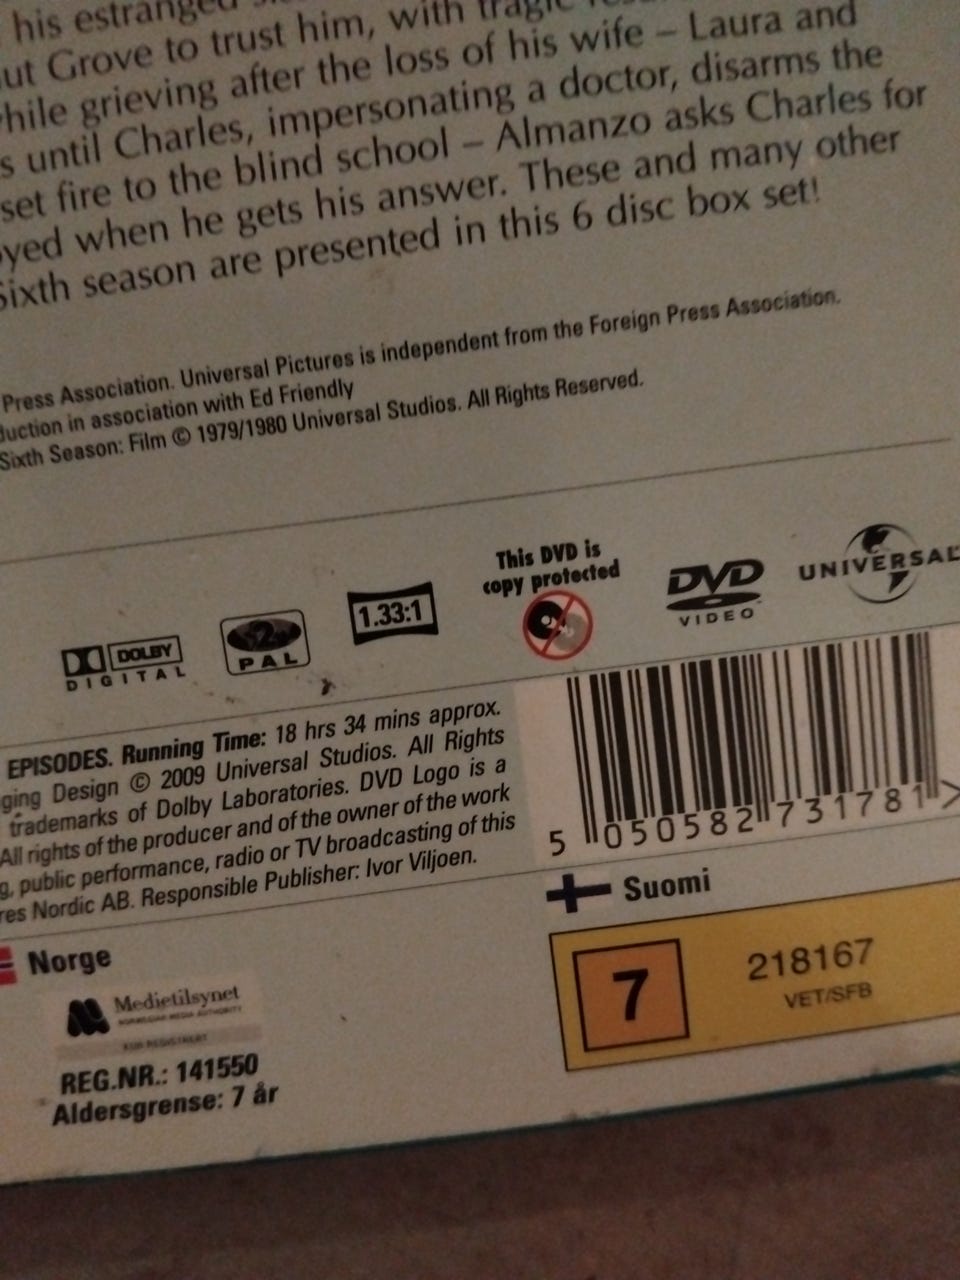 his estranged
Grove to trust him, with tragic
while grieving after the loss of his wife – Laura and
until Charles, impersonating a doctor, disarms the
set fire to the blind school – Almanzo asks Charles for
when he gets his answer. These and many other
Sixth season are presented in this 6 disc box set!
Press Association. Universal Pictures is independent from the Foreign Press Association.
in association with Ed Friendly
Sixth Season: Film © 1979/1980 Universal Studios. All Rights Reserved.
DOLBY
DIGITAL
2
PAL
1.33:1
This DVD is
copy protected
DVD
VIDEO
UNIVERSAL
EPISODES. Running Time: 18 hrs 34 mins approx.
ging Design © 2009 Universal Studios. All Rights
trademarks of Dolby Laboratories. DVD Logo is a
All rights of the producer and of the owner of the work
g, public performance, radio or TV broadcasting of this
res Nordic AB. Responsible Publisher: Ivor Viljoen.
5 050582 731781 >
Norge
Medietilsynet
NORWEGIAN MEDIA AUTHORITY
KUN REGISTRERT
REG.NR.: 141550
Aldersgrense: 7 år
Suomi
7
218167
VET/SFB